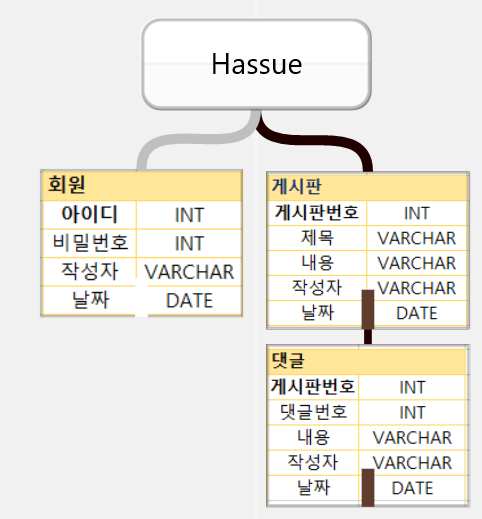 Hassue
회원
아이디 INT
비밀번호 INT
작성자 VARCHAR
날짜 DATE
게시판
게시판번호 INT
제목 VARCHAR
내용 VARCHAR
작성자 VARCHAR
날짜 DATE
댓글
게시판번호 INT
댓글번호 INT
내용 VARCHAR
작성자 VARCHAR
날짜 DATE